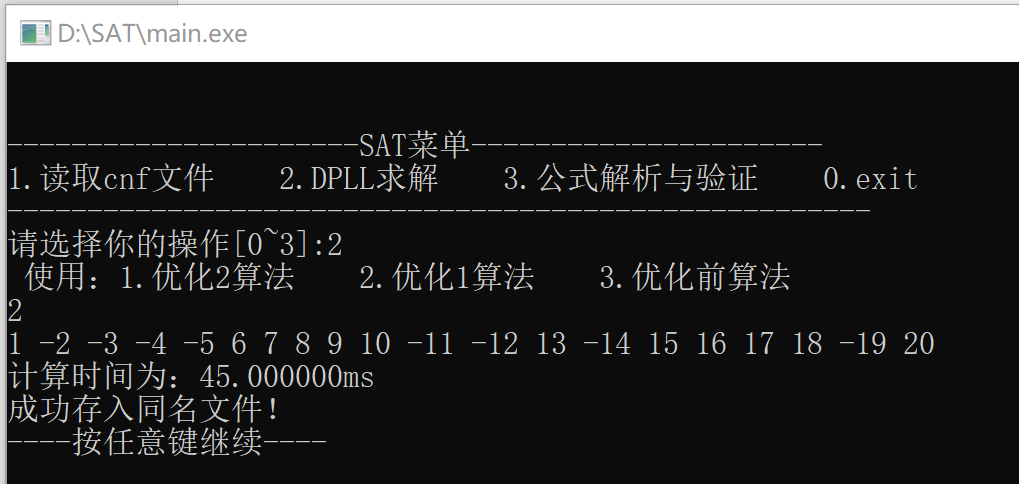 D:\SAT\main.exe
----------------------SAT菜单----------------------
1.读取cnf文件    2.DPLL求解    3.公式解析与验证    0.exit
------------------------------------------------------
请选择你的操作[0~3]:2
 使用：1.优化2算法    2.优化1算法    3.优化前算法
2
1 -2 -3 -4 -5 6 7 8 9 10 -11 -12 13 -14 15 16 17 18 -19 20
计算时间为：45.000000ms
成功存入同名文件！
----按任意键继续----